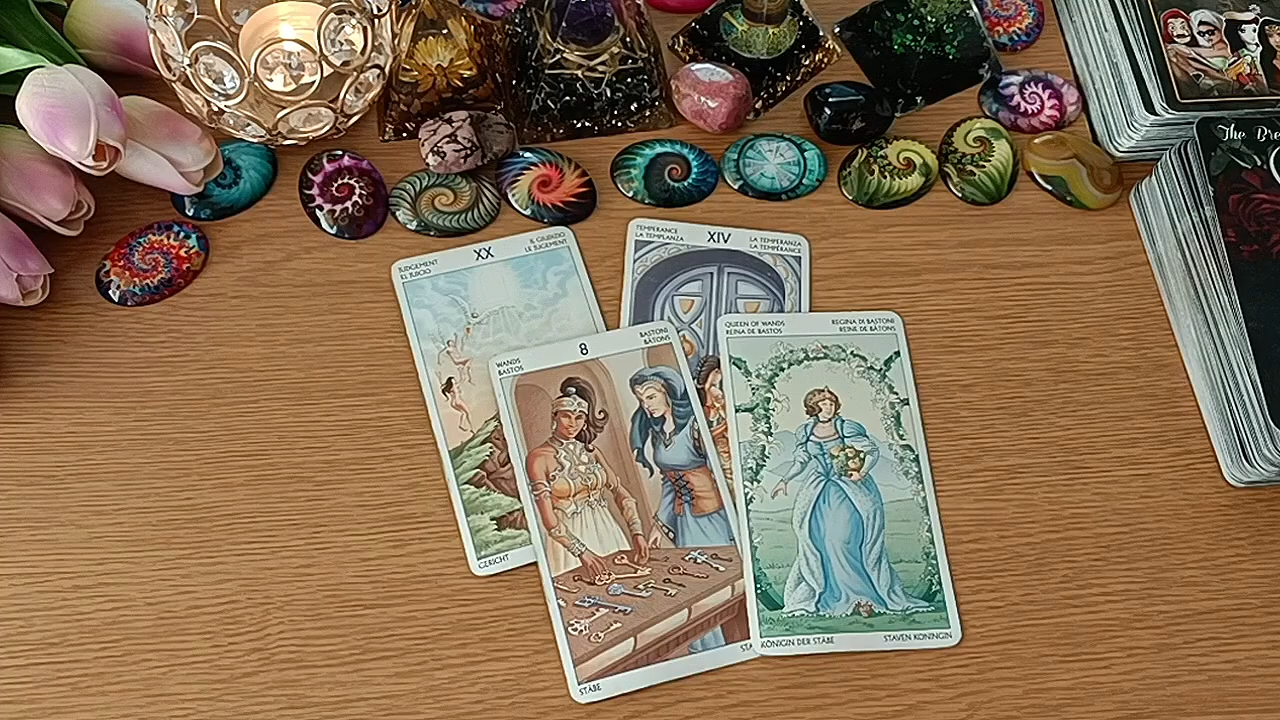 JUDGEMENT
EL JUICIO
XX
IL GIUDIZIO
LE JUGEMENT
GERICHT
TEMPERANCE
LA TEMPLANZA
XIV
LA TEMPERANZA
LA TEMPÉRANCE
WANDS
BASTOS
8
BASTONI
BÂTONS
STÄBE
STA
QUEEN OF WANDS
REINA DE BASTOS
REGINA DI BASTONI
REINE DE BÂTONS
KÖNIGIN DER STÄBE
STAVEN KONINGIN
The